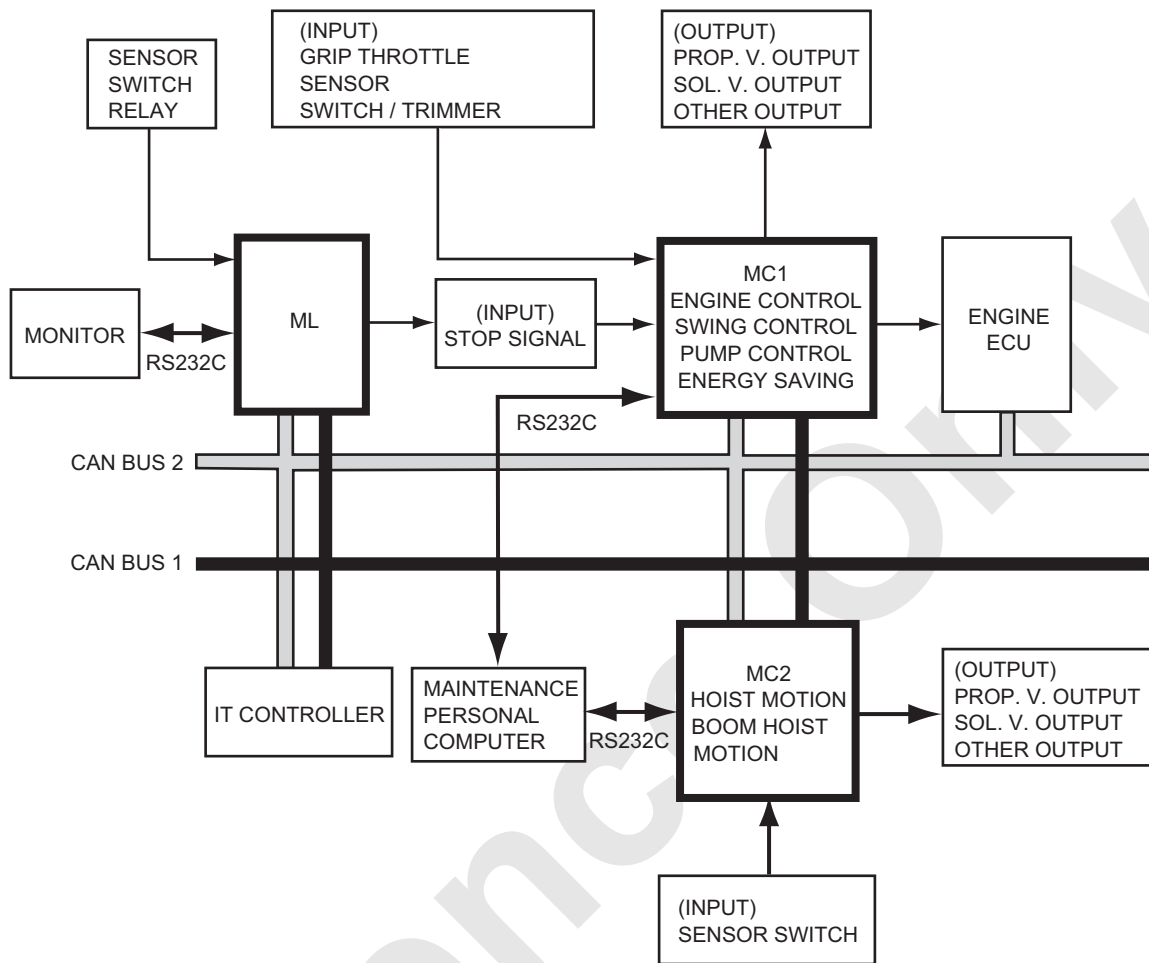 SENSOR
SWITCH
RELAY
(INPUT)
GRIP THROTTLE
SENSOR
SWITCH / TRIMMER
(OUTPUT)
PROP. V. OUTPUT
SOL. V. OUTPUT
OTHER OUTPUT
MONITOR
RS232C
ML
(INPUT)
STOP SIGNAL
MC1
ENGINE CONTROL
SWING CONTROL
PUMP CONTROL
ENERGY SAVING
ENGINE
ECU
RS232C
CAN BUS 2
CAN BUS 1
IT CONTROLLER
MAINTENANCE
PERSONAL
COMPUTER
RS232C
MC2
HOIST MOTION
BOOM HOIST
MOTION
(OUTPUT)
PROP. V. OUTPUT
SOL. V. OUTPUT
OTHER OUTPUT
(INPUT)
SENSOR SWITCH
Only